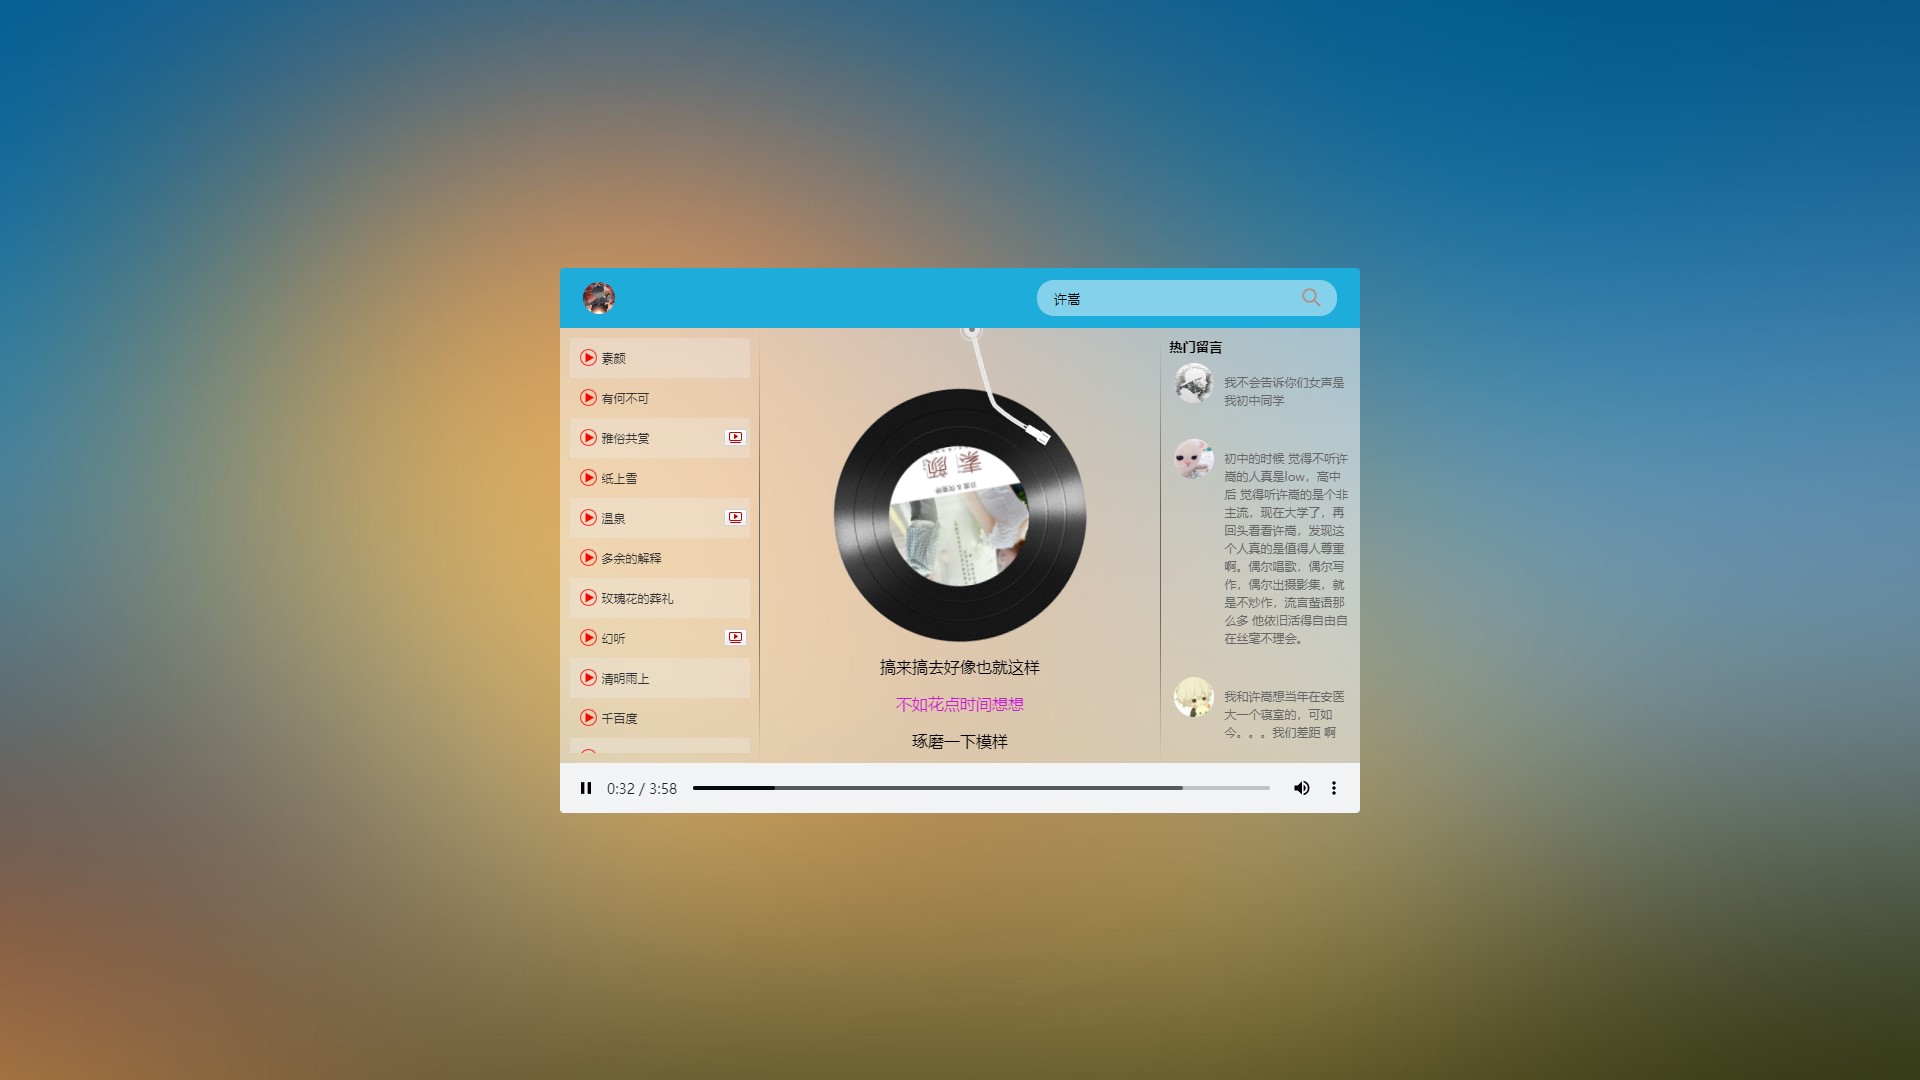 许嵩
素颜
有何不可
雅俗共赏
纸上雪
温泉
多余的解释
玫瑰花的葬礼
幻听
清明雨上
千百度
素颜
搞来搞去好像也就这样
不如花点时间想想
琢磨一下模样
热门留言
我不会告诉你们女声是
我初中同学
初中的时候 觉得不听许
嵩的人真是low，高中
后 觉得听许嵩的是个非
主流，现在大学了，再
回头看看许嵩，发现这
个人真的是值得人尊重
啊。偶尔唱歌，偶尔写
作，偶尔出摄影集，就
是不炒作，流言蜚语那
么多 他依旧活得自由自
在丝毫不理会。
我和许嵩想当年在安医
大一个寝室的，可如
今。。。我们差距 啊
0:32 / 3:58